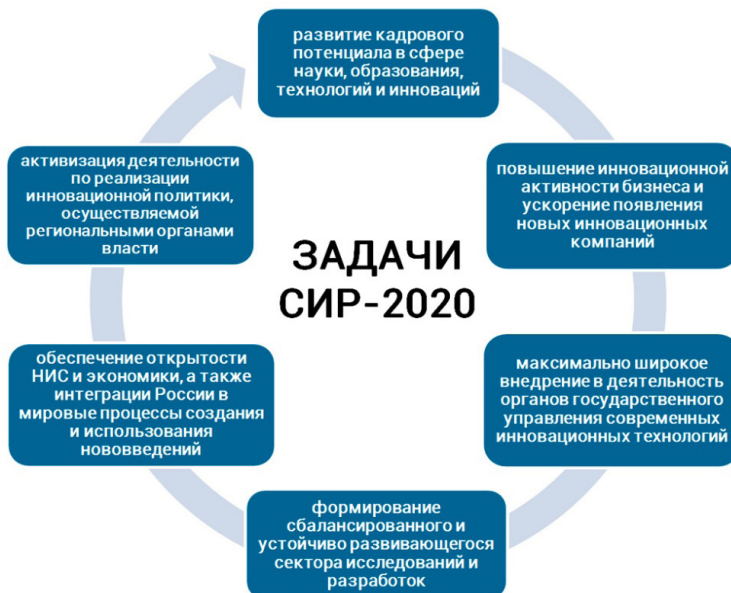 развитие кадрового
потенциала в сфере
науки, образования,
технологий и инноваций
повышение инновационной
активности бизнеса и
ускорение появления
новых инновационных
компаний
максимально широкое
внедрение в деятельность
органов государственного
управления современных
инновационных технологий
формирование
сбалансированного и
устойчиво развивающегося
сектора исследований и
разработок
обеспечение открытости
НИС и экономики, а также
интеграции России в
мировые процессы создания
и использования
нововведений
активизация деятельности
по реализации
инновационной политики,
осуществляемой
региональными органами
власти
ЗАДАЧИ
СИР-2020